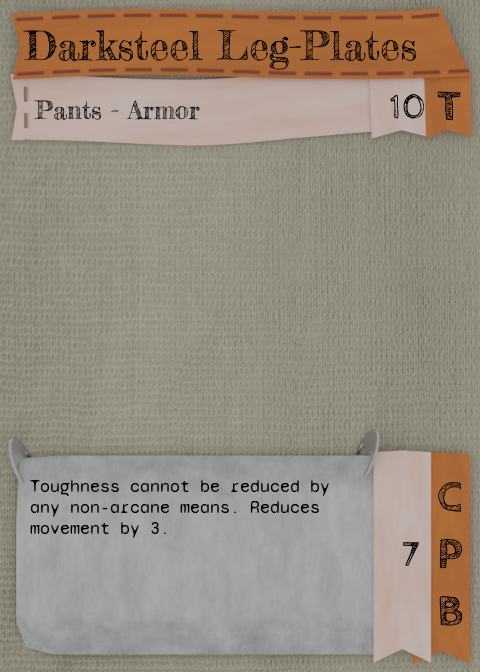 Darksteel Leg-Plates
Pants - Armor
10 T
Toughness cannot be reduced by
any non-arcane means. Reduces
movement by 3.
C
7 P
B